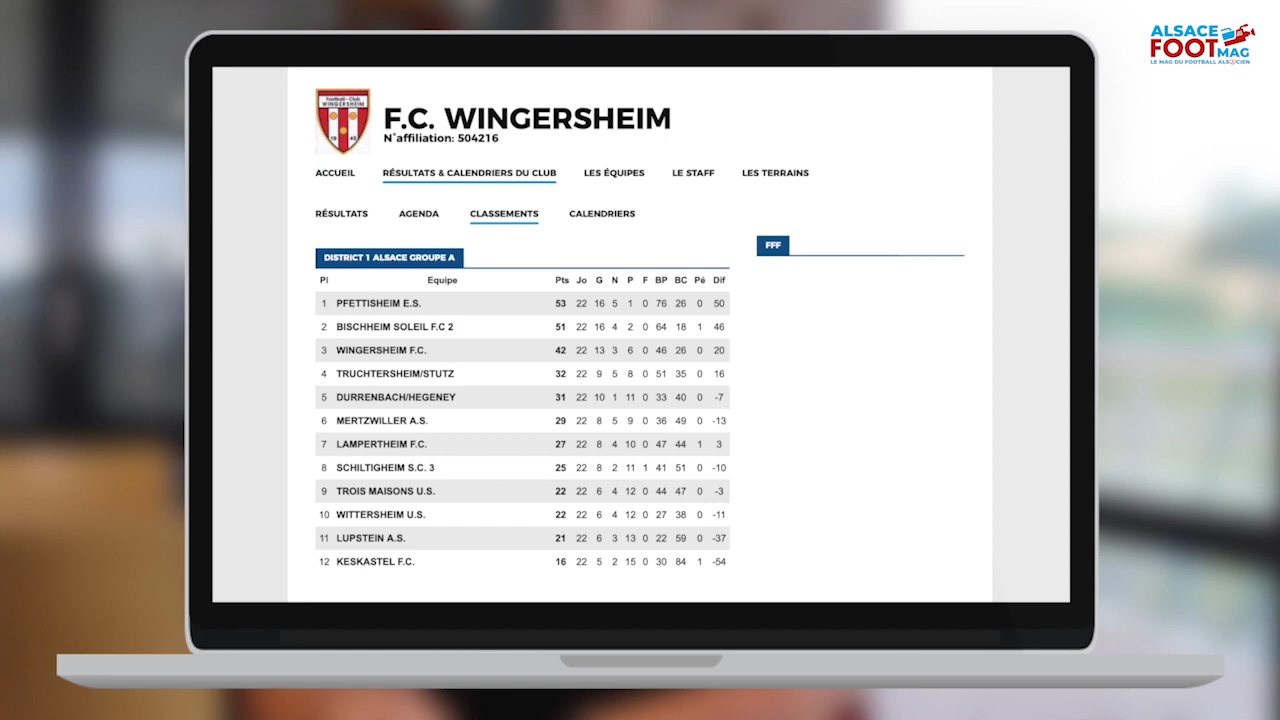 ALSACE
FOOT MAG
LE MAG DU FOOTBALL ALSACIEN
Football - Club
WINGERSHEIM
19 48
F.C. WINGERSHEIM
N°affiliation: 504216
ACCUEIL RÉSULTATS & CALENDRIERS DU CLUB LES ÉQUIPES LE STAFF LES TERRAINS
RÉSULTATS AGENDA CLASSEMENTS CALENDRIERS
FFF
DISTRICT 1 ALSACE GROUPE A
Pl Equipe Pts Jo G N P F BP BC Pé Dif
1 PFETTISHEIM E.S. 53 22 16 5 1 0 76 26 0 50
2 BISCHHEIM SOLEIL F.C 2 51 22 16 4 2 0 64 18 1 46
3 WINGERSHEIM F.C. 42 22 13 3 6 0 46 26 0 20
4 TRUCHTERSHEIM/STUTZ 32 22 9 5 8 0 51 35 0 16
5 DURRENBACH/HEGENEY 31 22 10 1 11 0 33 40 0 -7
6 MERTZWILLER A.S. 29 22 8 5 9 0 36 49 0 -13
7 LAMPERTHEIM F.C. 27 22 8 4 10 0 47 44 1 3
8 SCHILTIGHEIM S.C. 3 25 22 8 2 11 1 41 51 0 -10
9 TROIS MAISONS U.S. 22 22 6 4 12 0 44 47 0 -3
10 WITTERSHEIM U.S. 22 22 6 4 12 0 27 38 0 -11
11 LUPSTEIN A.S. 21 22 6 3 13 0 22 59 0 -37
12 KESKASTEL F.C. 16 22 5 2 15 0 30 84 1 -54